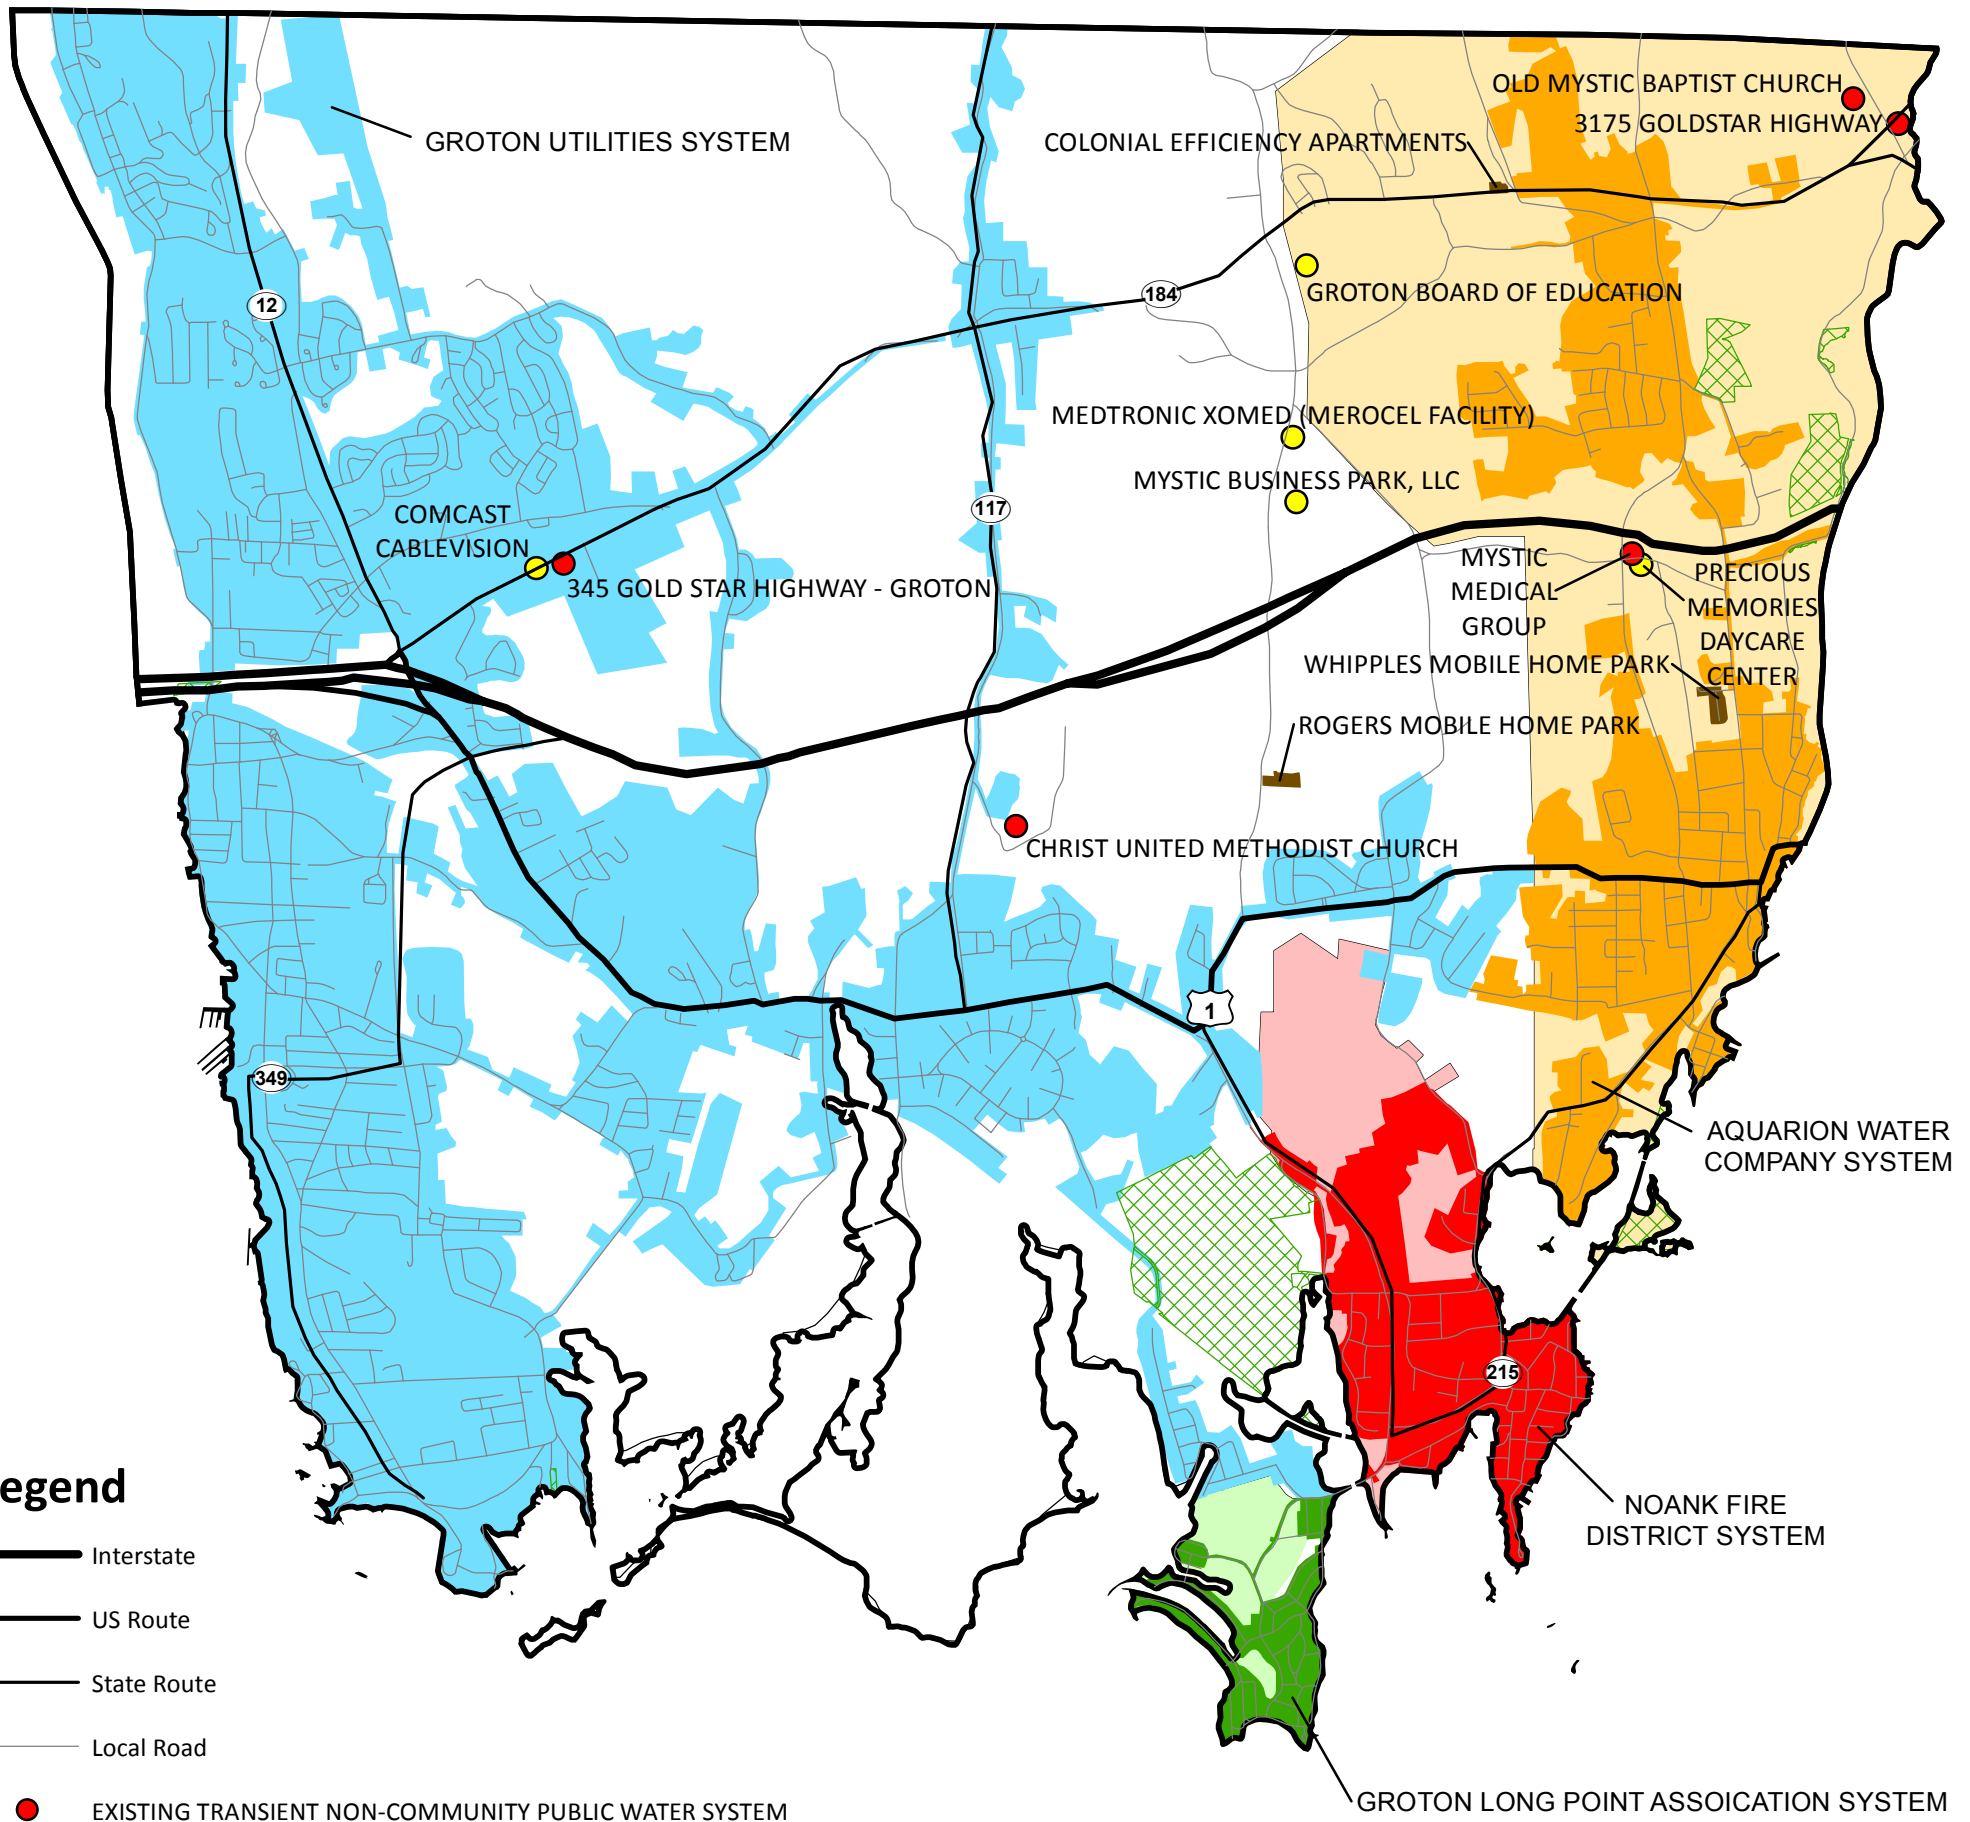 OLD MYSTIC BAPTIST CHURCH
3175 GOLDSTAR HIGHWAY
GROTON UTILITIES SYSTEM
COLONIAL EFFICIENCY APARTMENTS
GROTON BOARD OF EDUCATION
12
184
MEDTRONIC XOMED (MEROCEL FACILITY)
MYSTIC BUSINESS PARK, LLC
117
COMCAST
CABLEVISION
345 GOLD STAR HIGHWAY - GROTON
MYSTIC
MEDICAL
GROUP
PRECIOUS
MEMORIES
DAYCARE
CENTER
WHIPPLES MOBILE HOME PARK
ROGERS MOBILE HOME PARK
CHRIST UNITED METHODIST CHURCH
1
349
AQUARION WATER
COMPANY SYSTEM
215
NOANK FIRE
DISTRICT SYSTEM
egend
Interstate
US Route
State Route
Local Road
EXISTING TRANSIENT NON-COMMUNITY PUBLIC WATER SYSTEM
GROTON LONG POINT ASSOICATION SYSTEM